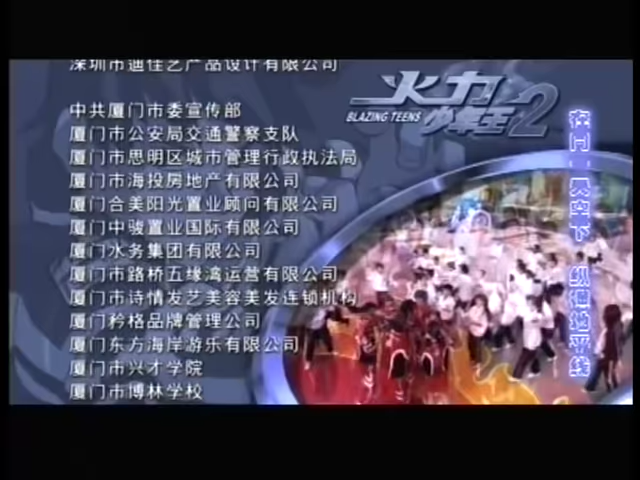 深圳市迪佳艺产品设计有限公司
中共厦门市委宣传部
厦门市公安局交通警察支队
厦门市思明区城市管理行政执法局
厦门市海投房地产有限公司
厦门合美阳光置业顾问有限公司
厦门中骏置业国际有限公司
厦门水务集团有限公司
厦门市路桥五缘湾运营有限公司
厦门市诗情发艺美容美发连锁机构
厦门矜格品牌管理公司
厦门东方海岸游乐有限公司
厦门市兴才学院
厦门市博林学校
火力
少年王2
BLAZING TEENS